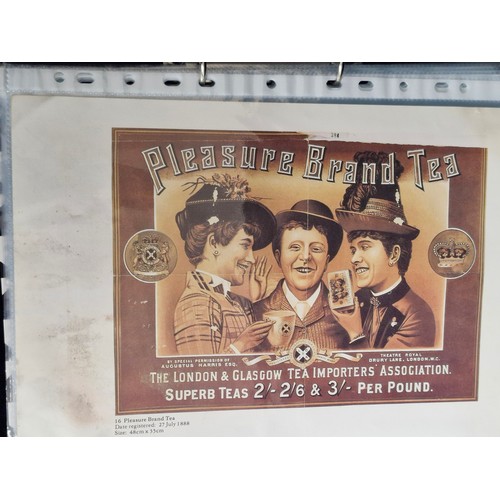 Pleasure Brand Tea
BY SPECIAL PERMISSION OF
AUGUSTUS HARRIS ESQ.
THEATRE ROYAL
DRURY LANE, LONDON, W.C.
THE LONDON & GLASGOW TEA IMPORTERS' ASSOCIATION.
SUPERB TEAS 2/- 2/6 & 3/- PER POUND.
16 Pleasure Brand Tea
Date registered: 27 July 1888
Size: 48cm x 35cm